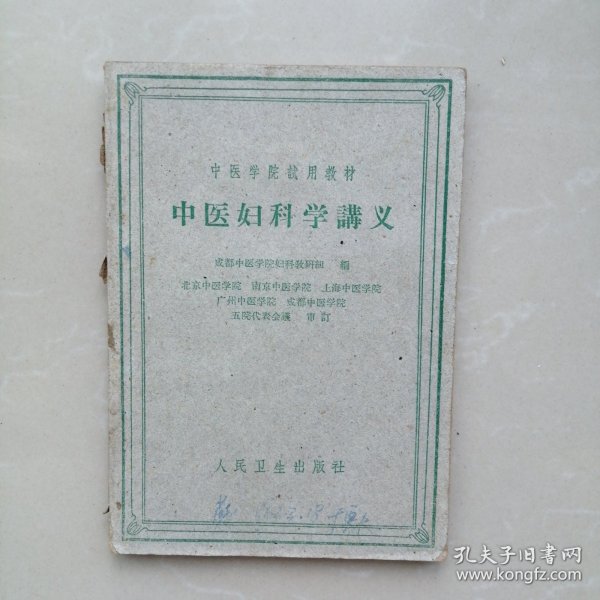 中医学院試用教材
中医妇科学講义
成都中医学院妇科教研組 編
北京中医学院 南京中医学院 上海中医学院
广州中医学院 成都中医学院
五院代表会議 审訂
人民卫生出版社
孔夫子旧书网
www.kongfz.com